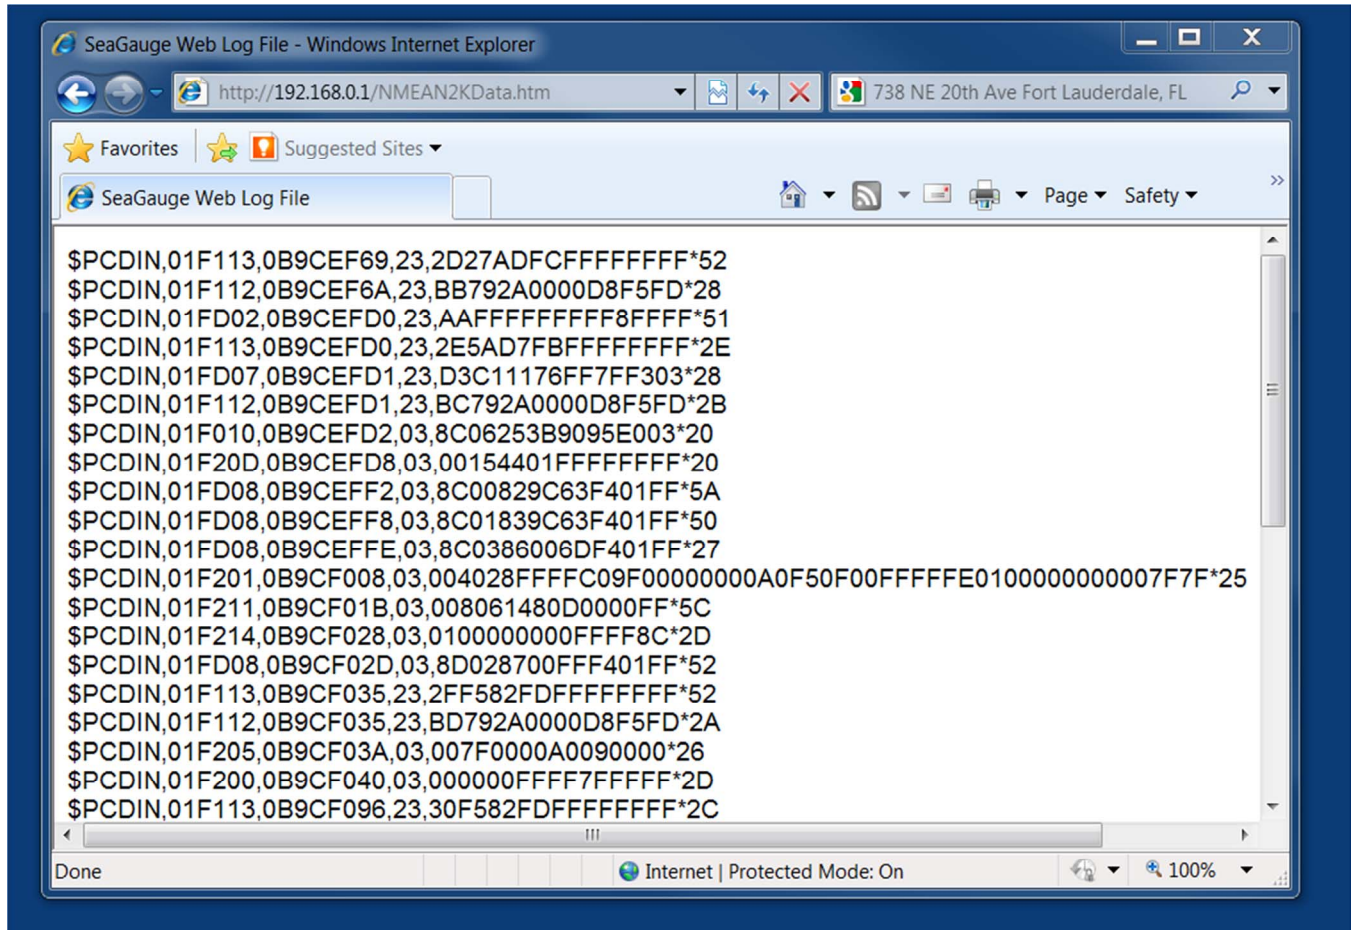 SeaGauge Web Log File - Windows Internet Explorer
X
http://192.168.0.1/NMEAN2KData.htm
738 NE 20th Ave Fort Lauderdale, FL
Favorites
Suggested Sites
SeaGauge Web Log File
Page
Safety
»
$PCDIN,01F113,0B9CEF69,23,2D27ADFCFFFFFFFF*52
$PCDIN,01F112,0B9CEF6A,23,BB792A0000D8F5FD*28
$PCDIN,01FD02,0B9CEFD0,23,AAFFFFFFFFF8FFFF*51
$PCDIN,01F113,0B9CEFD0,23,2E5AD7FBFFFFFFFF*2E
$PCDIN,01FD07,0B9CEFD1,23,D3C11176FF7FF303*28
$PCDIN,01F112,0B9CEFD1,23,BC792A0000D8F5FD*2B
$PCDIN,01F010,0B9CEFD2,03,8C06253B9095E003*20
$PCDIN,01F20D,0B9CEFD8,03,00154401FFFFFFFF*20
$PCDIN,01FD08,0B9CEFF2,03,8C00829C63F401FF*5A
$PCDIN,01FD08,0B9CEFF8,03,8C01839C63F401FF*50
$PCDIN,01FD08,0B9CEFFE,03,8C0386006DF401FF*27
$PCDIN,01F201,0B9CF008,03,004028FFFFC09F00000000A0F50F00FFFFFE0100000000007F7F*25
$PCDIN,01F211,0B9CF01B,03,008061480D0000FF*5C
$PCDIN,01F214,0B9CF028,03,0100000000FFFF8C*2D
$PCDIN,01FD08,0B9CF02D,03,8D028700FFF401FF*52
$PCDIN,01F113,0B9CF035,23,2FF582FDFFFFFFFF*52
$PCDIN,01F112,0B9CF035,23,BD792A0000D8F5FD*2A
$PCDIN,01F205,0B9CF03A,03,007F0000A0090000*26
$PCDIN,01F200,0B9CF040,03,000000FFFF7FFFFF*2D
$PCDIN,01F113,0B9CF096,23,30F582FDFFFFFFFF*2C
Done
Internet | Protected Mode: On
100%